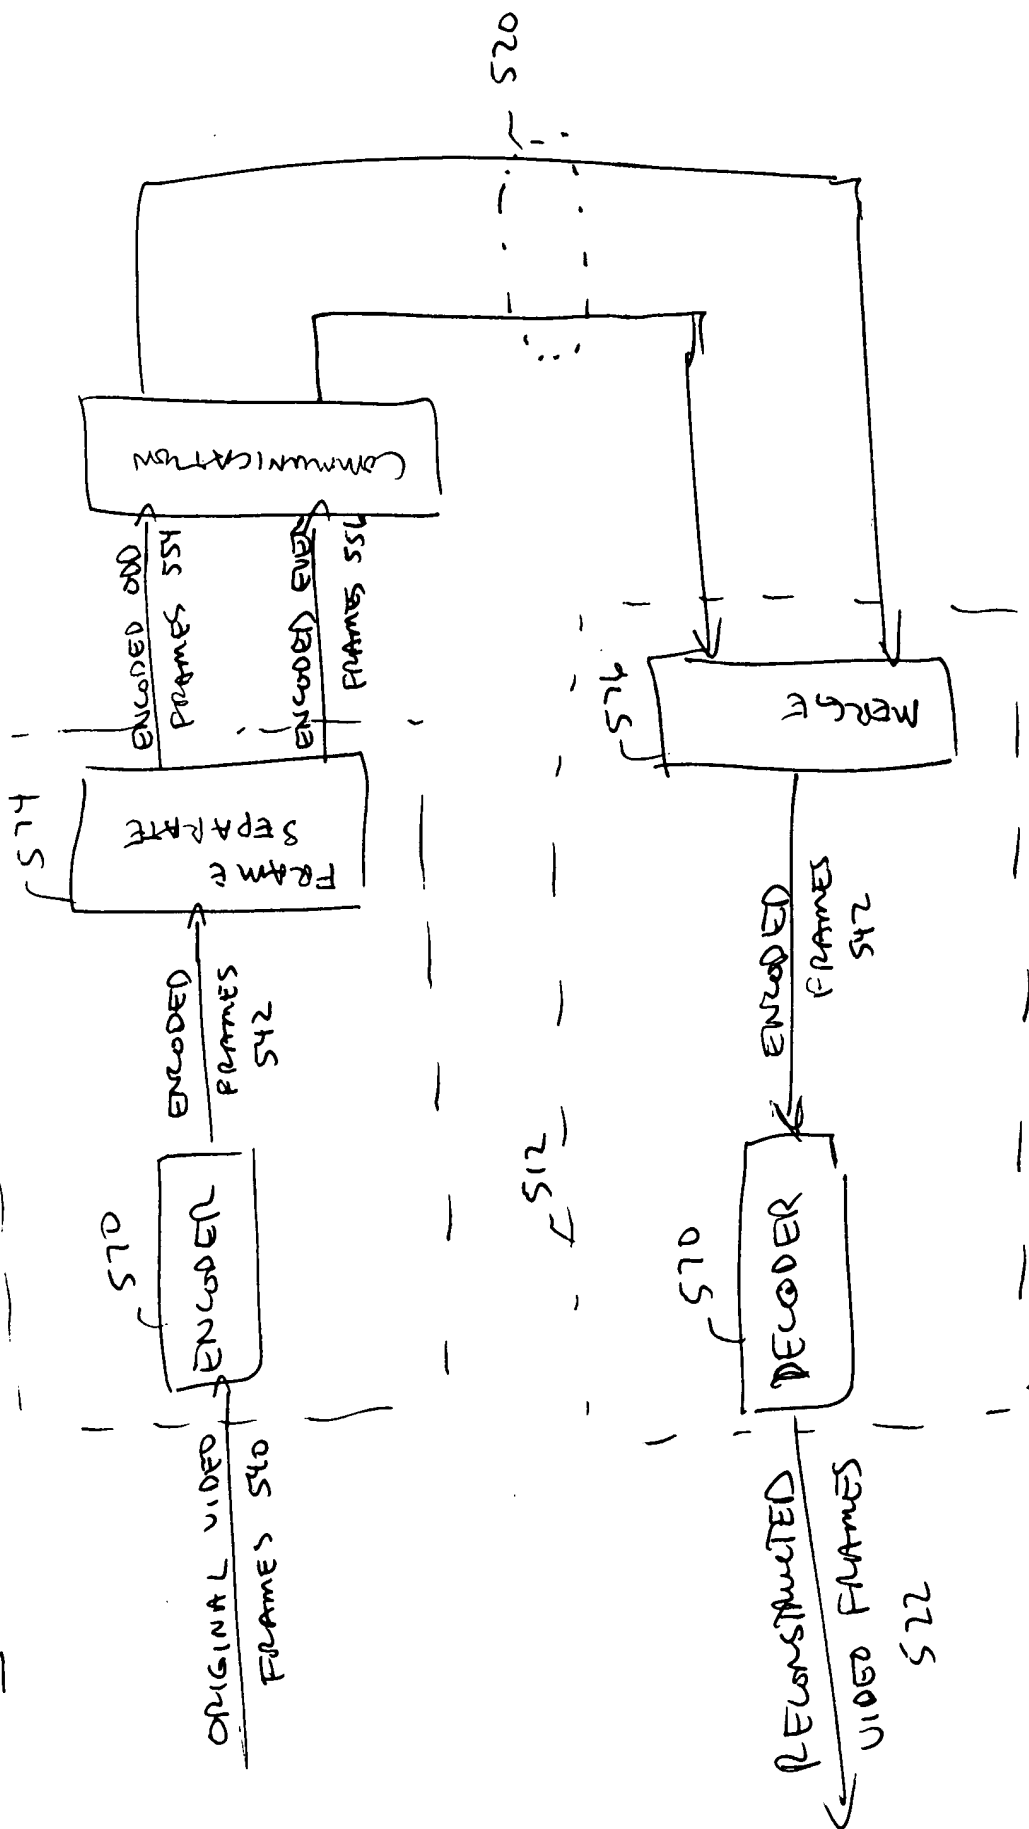 ORIGINAL VIDEO
FRAMES 540
570
ENCODER
ENCODED
FRAMES
542
574
FRAME
SEPARATE
ENCODED ODD
FRAMES 554
ENCODED EVEN
FRAMES 556
COMMUNICATION
520
512
576
MERGE
ENCODED
FRAMES
542
570
DECODER
RECONSTRUCTED
VIDEO FRAMES
522